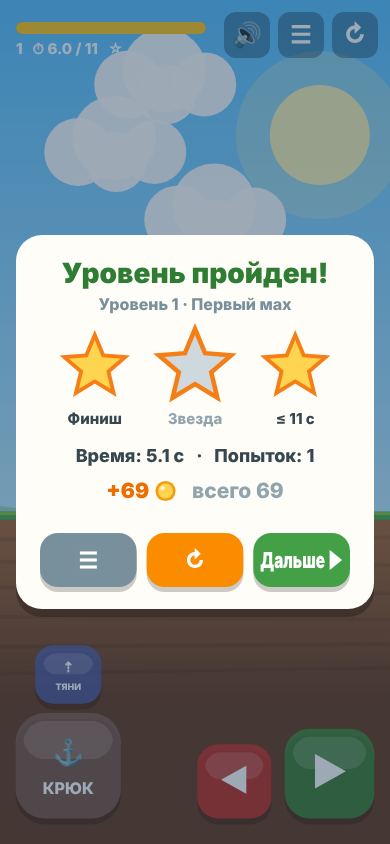 1 ⏱ 6.0 / 11 ☆
Уровень пройден!
Уровень 1 · Первый мах
Финиш
Звезда
≤ 11 с
Время: 5.1 с · Попыток: 1
+69 всего 69
Дальше
тяни
КРЮК